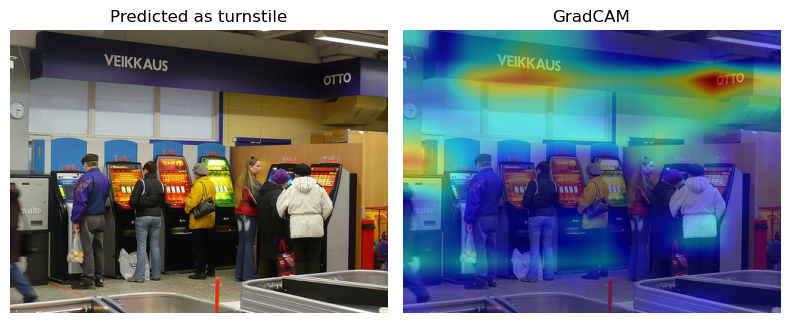 Predicted as turnstile
GradCAM
VEIKKAUS
OTTO
VEIKKAUS
OTTO